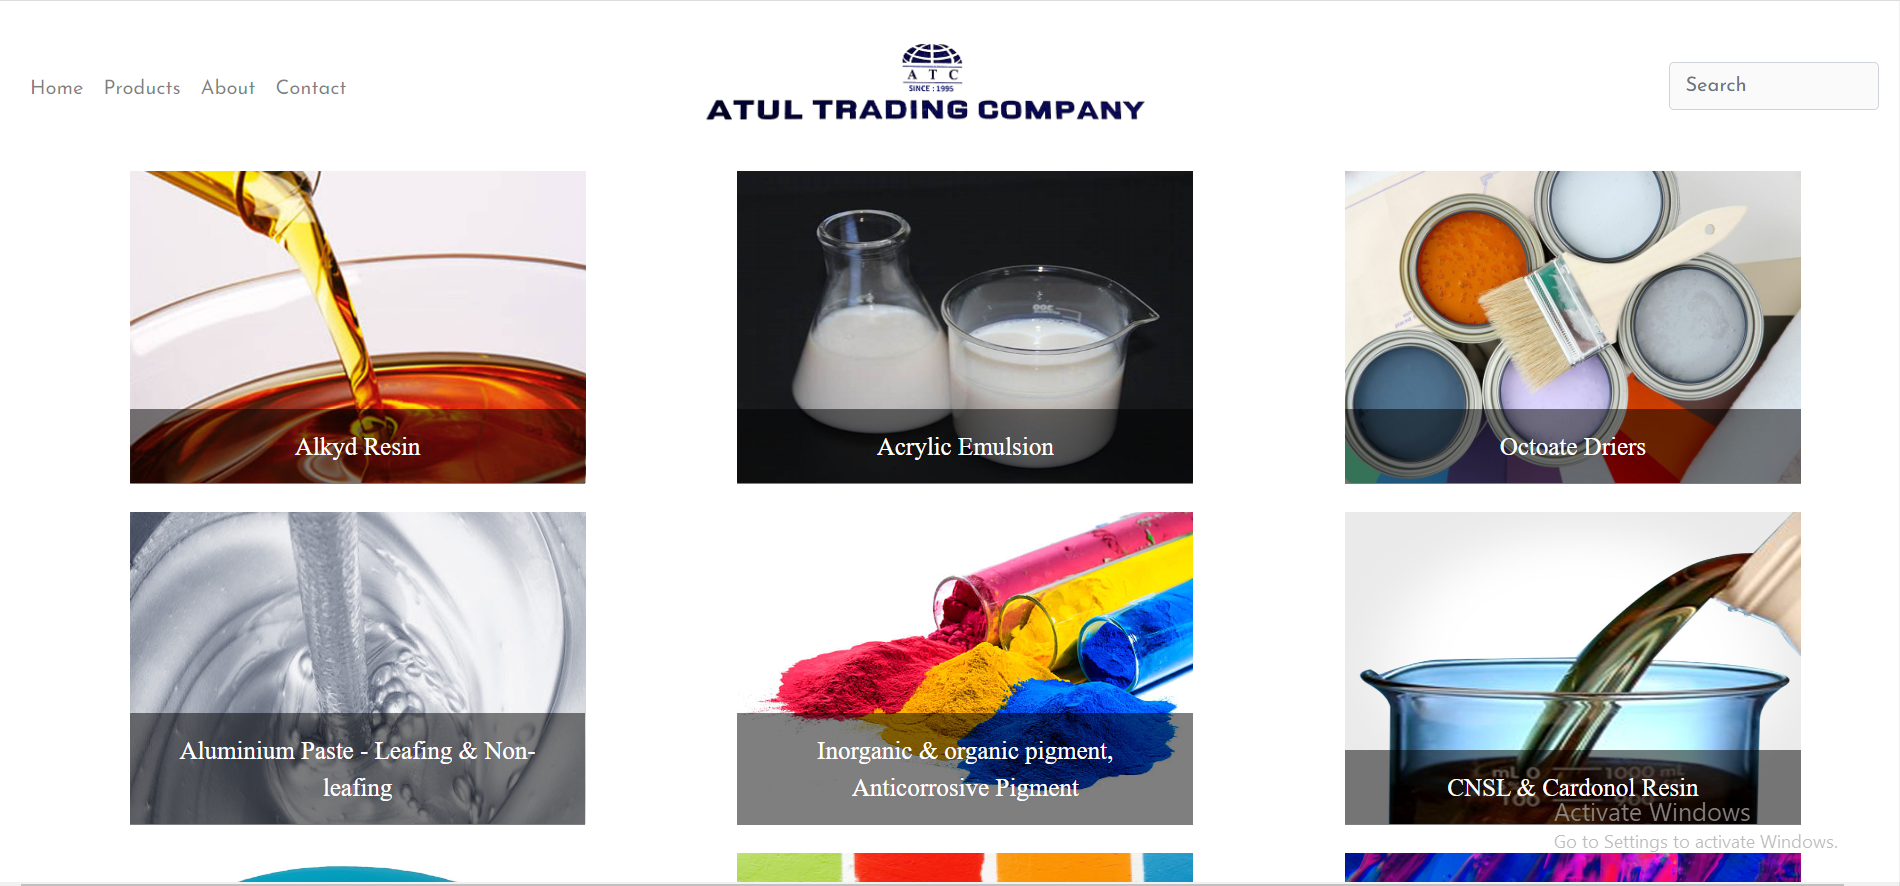 Home Products About Contact
A T C
SINCE : 1995
ATUL TRADING COMPANY
Search
Alkyd Resin
Acrylic Emulsion
Octoate Driers
Aluminium Paste - Leafing & Non-
leafing
Inorganic & organic pigment,
Anticorrosive Pigment
CNSL & Cardonol Resin
Activate Windows
Go to Settings to activate Windows.